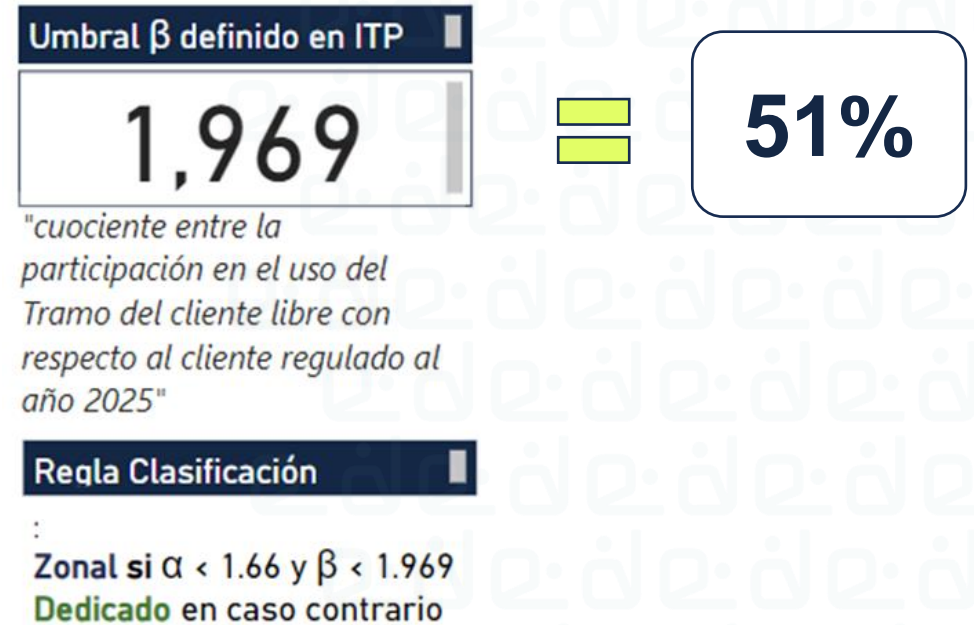 Umbral β definido en ITP
1,969
51%
"cuociente entre la
participación en el uso del
Tramo del cliente libre con
respecto al cliente regulado al
año 2025"
Regla Clasificación
:
Zonal si α < 1.66 y β < 1.969
Dedicado en caso contrario